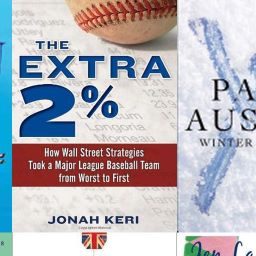 THE
EXTRA
2%
How Wall Street Strategies
Took a Major League Baseball Team
from Worst to First
JONAH KERI
PA
AUS
WINTER
8